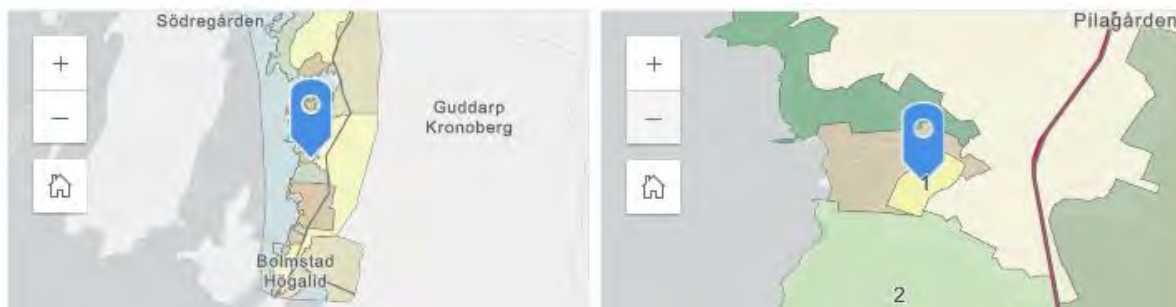 Södregården
+
−
Guddarp
Kronoberg
Bolmstad
Högalid
Pilagården
+
−
1
2